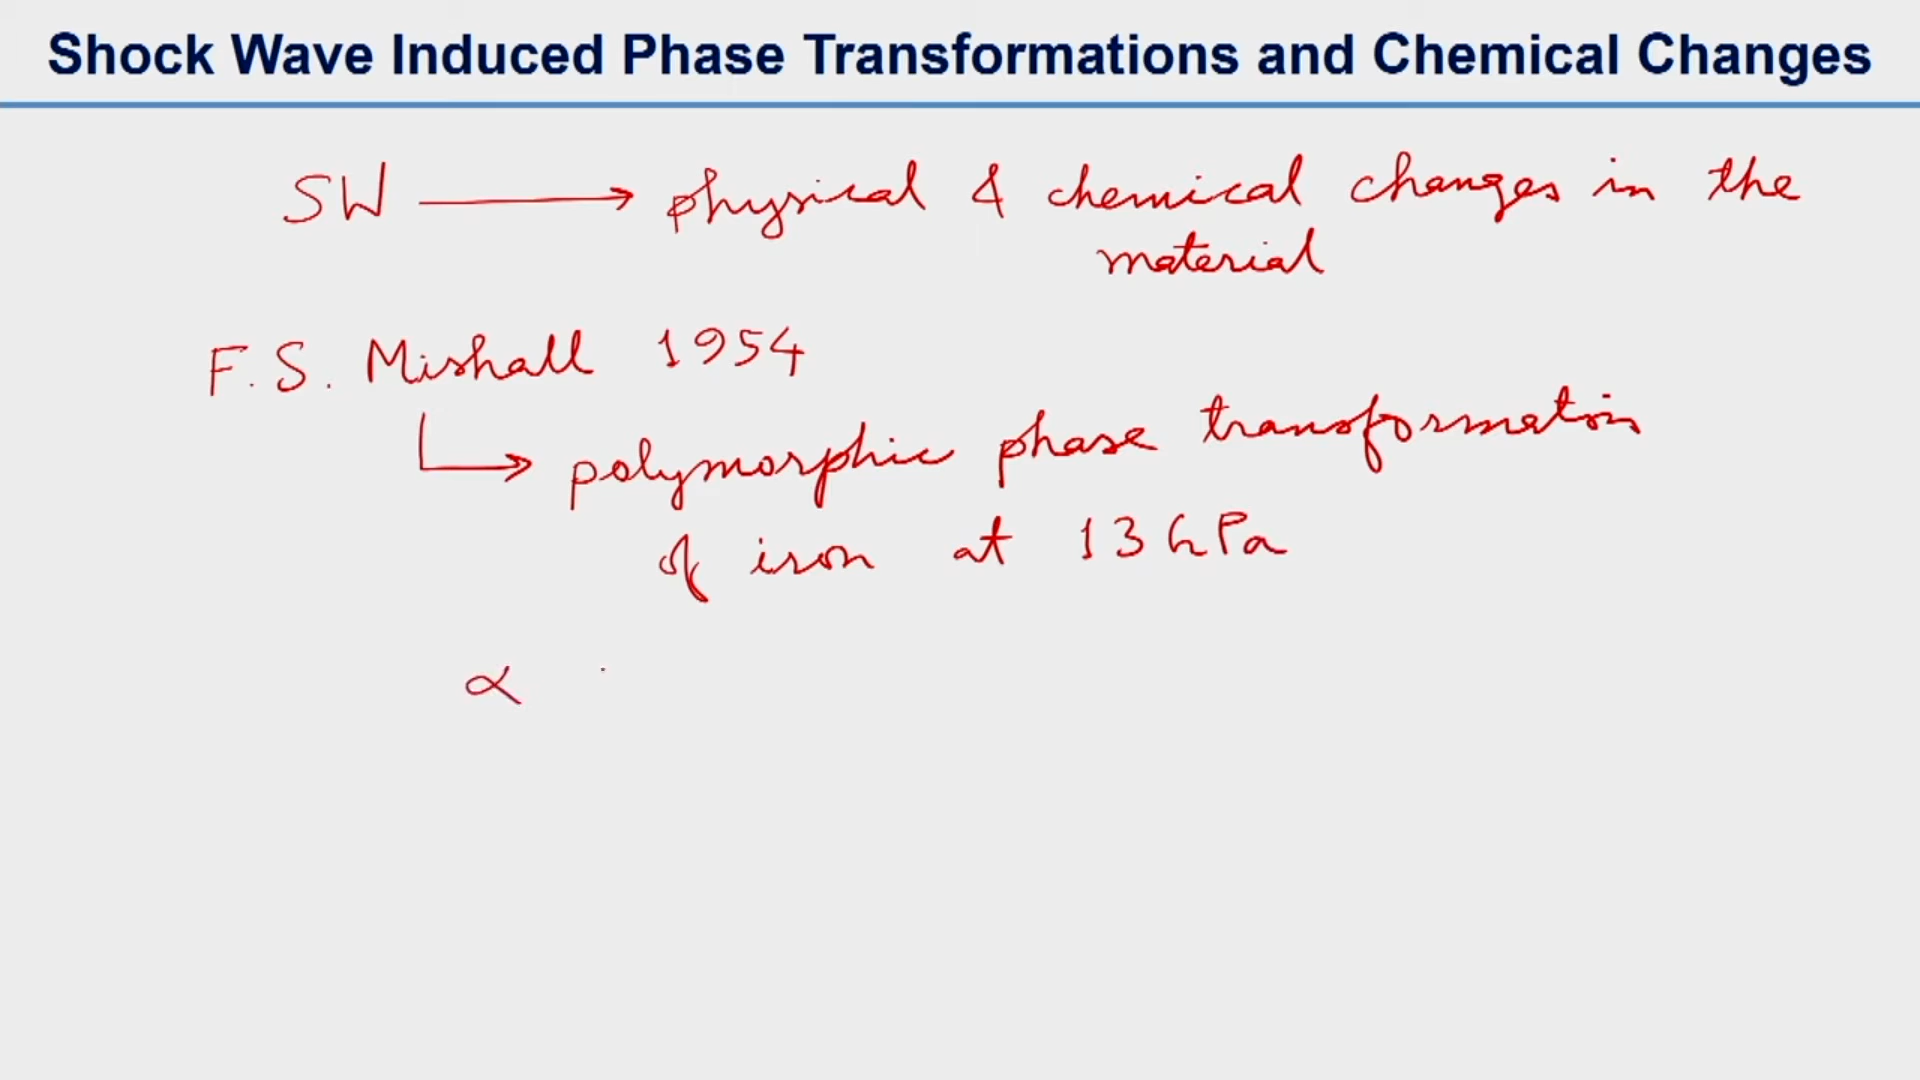 Shock Wave Induced Phase Transformations and Chemical Changes
SW → physical & chemical changes in the
material
F.S. Mishall 1954
↳ polymorphic phase transformation
of iron at 13 GPa
α